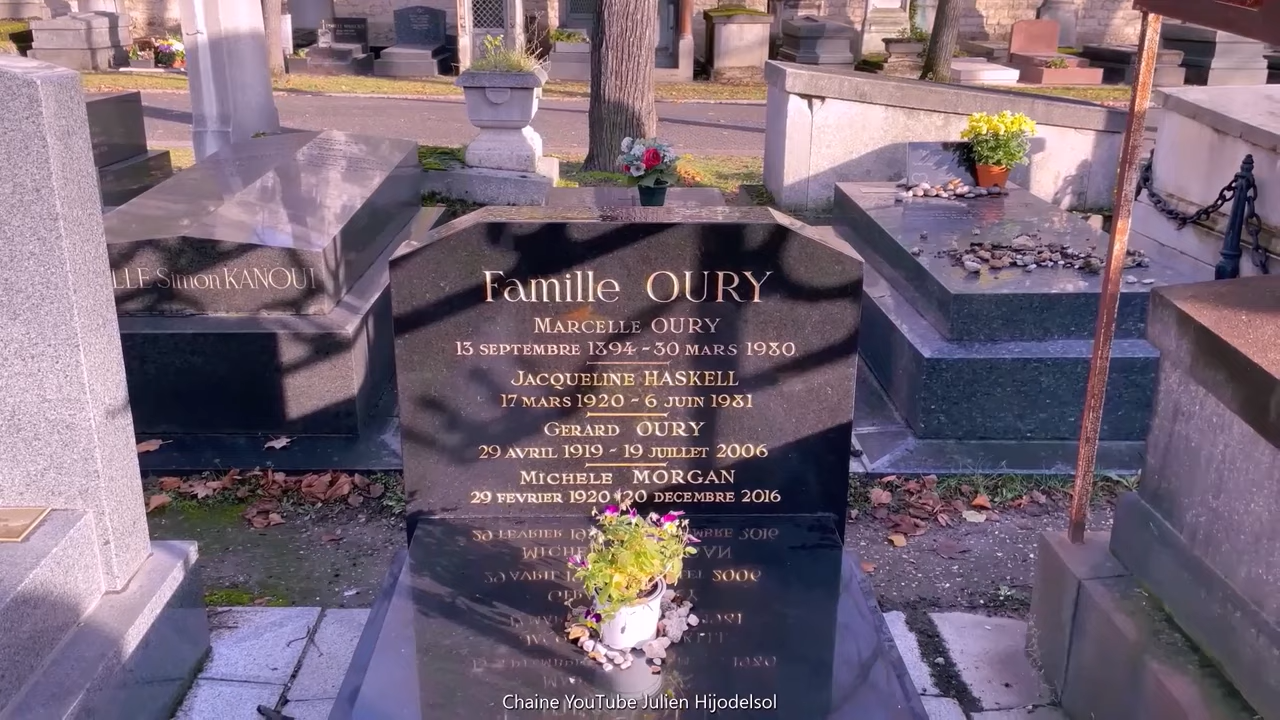 LLE Simon KANOUI
Famille OURY
MARCELLE OURY
13 SEPTEMBRE 1894 - 30 MARS 1980
JACQUELINE HASKELL
17 MARS 1920 - 6 JUIN 1981
GERARD OURY
29 AVRIL 1919 - 19 JUILLET 2006
MICHELE MORGAN
29 FEVRIER 1920 20 DECEMBRE 2016
Chaine YouTube Julien Hijodelsol